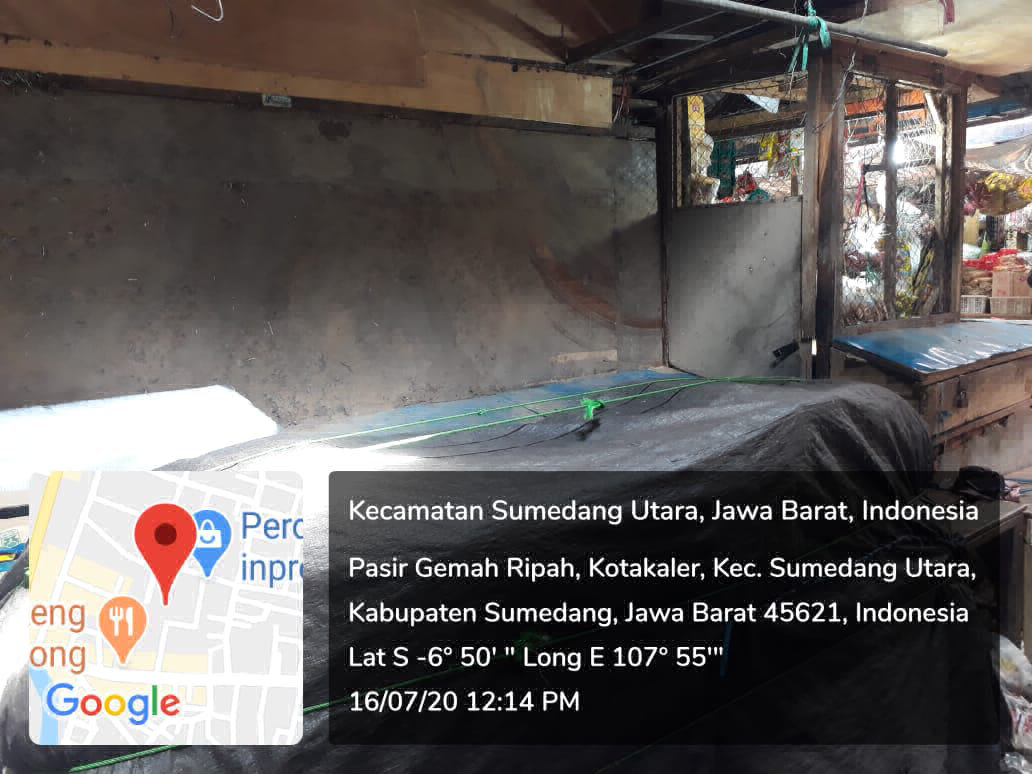 Perc
inpre
eng
ong
Google
Kecamatan Sumedang Utara, Jawa Barat, Indonesia
Pasir Gemah Ripah, Kotakaler, Kec. Sumedang Utara,
Kabupaten Sumedang, Jawa Barat 45621, Indonesia
Lat S -6° 50' " Long E 107° 55'"
16/07/20 12:14 PM